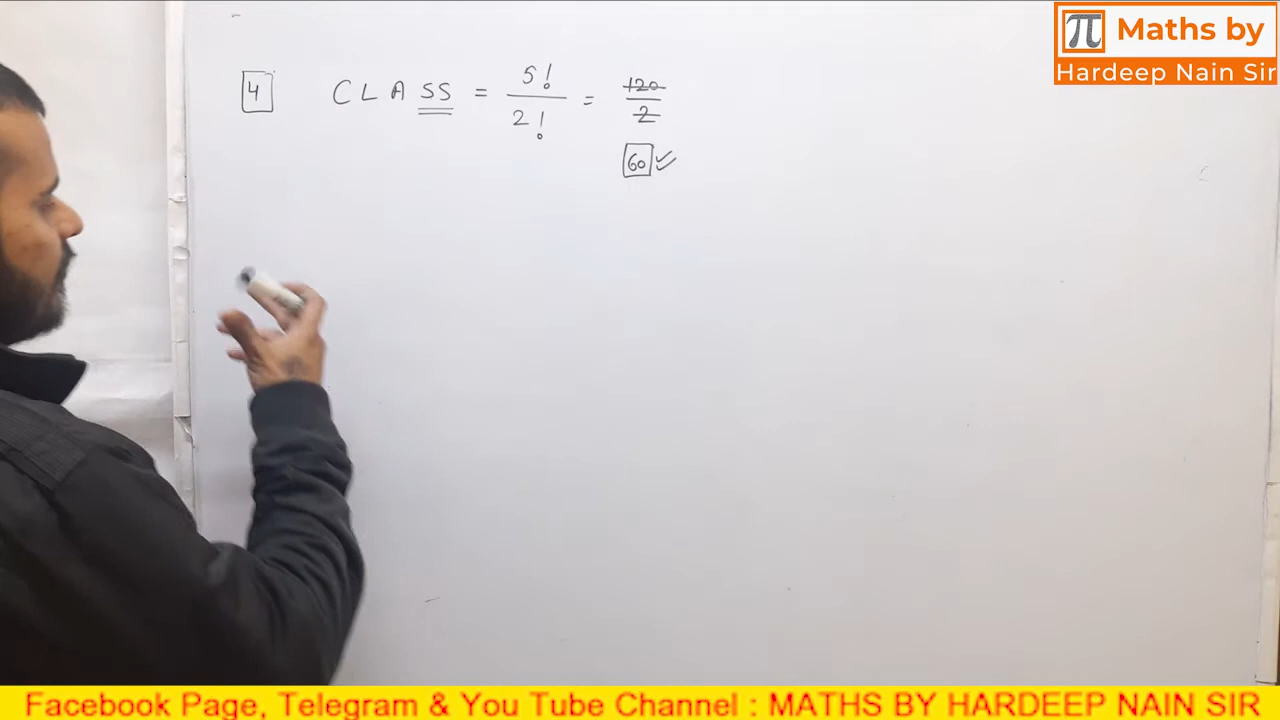 π Maths by
Hardeep Nain Sir
4 CLASS = 5!/2! = 120/2
60
Facebook Page, Telegram & You Tube Channel : MATHS BY HARDEEP NAIN SIR